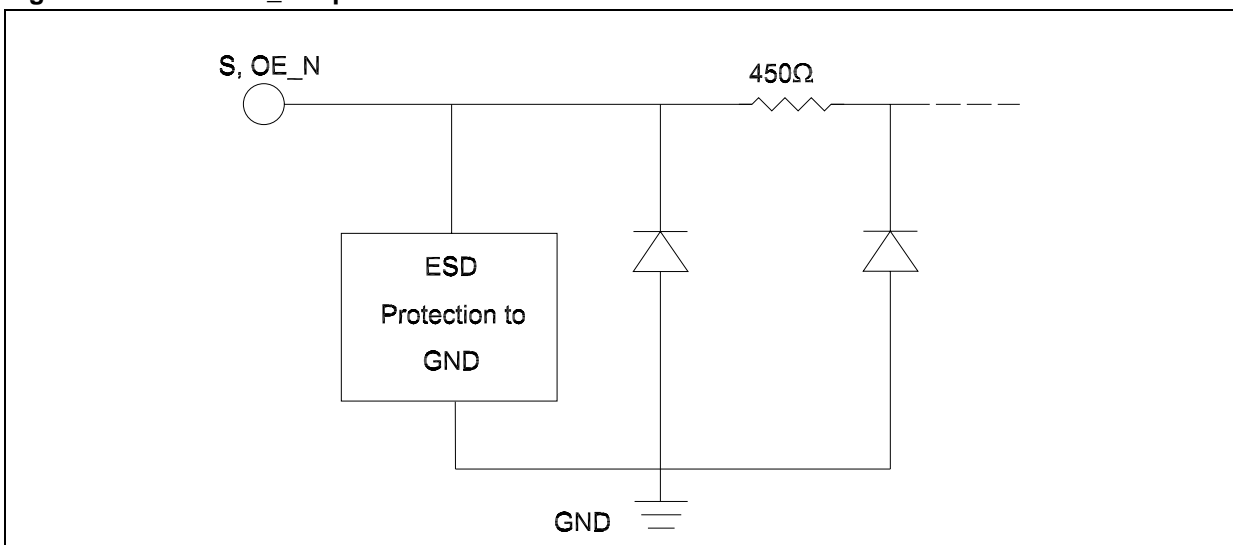 S, OE_N
450Ω
ESD
Protection to
GND
GND